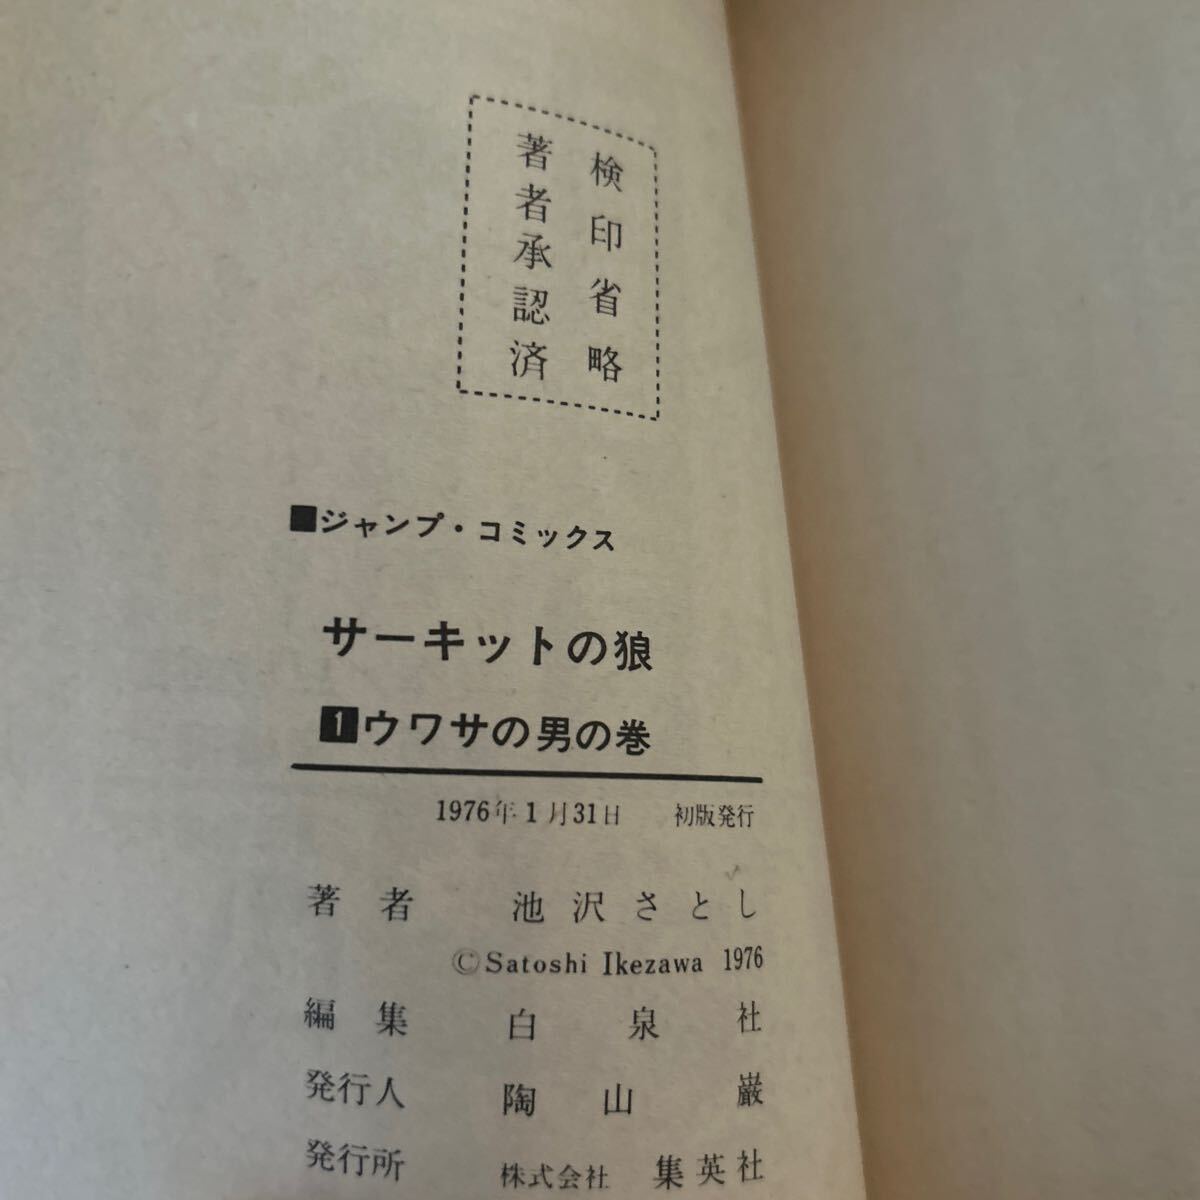 検印省略
著者承認済
■ジャンプ・コミックス
サーキットの狼
1ウワサの男の巻
1976年1月31日 初版発行
著者 池沢さとし
©Satoshi Ikezawa 1976
編集 白泉社
発行人 陶山巌
発行所 株式会社 集英社